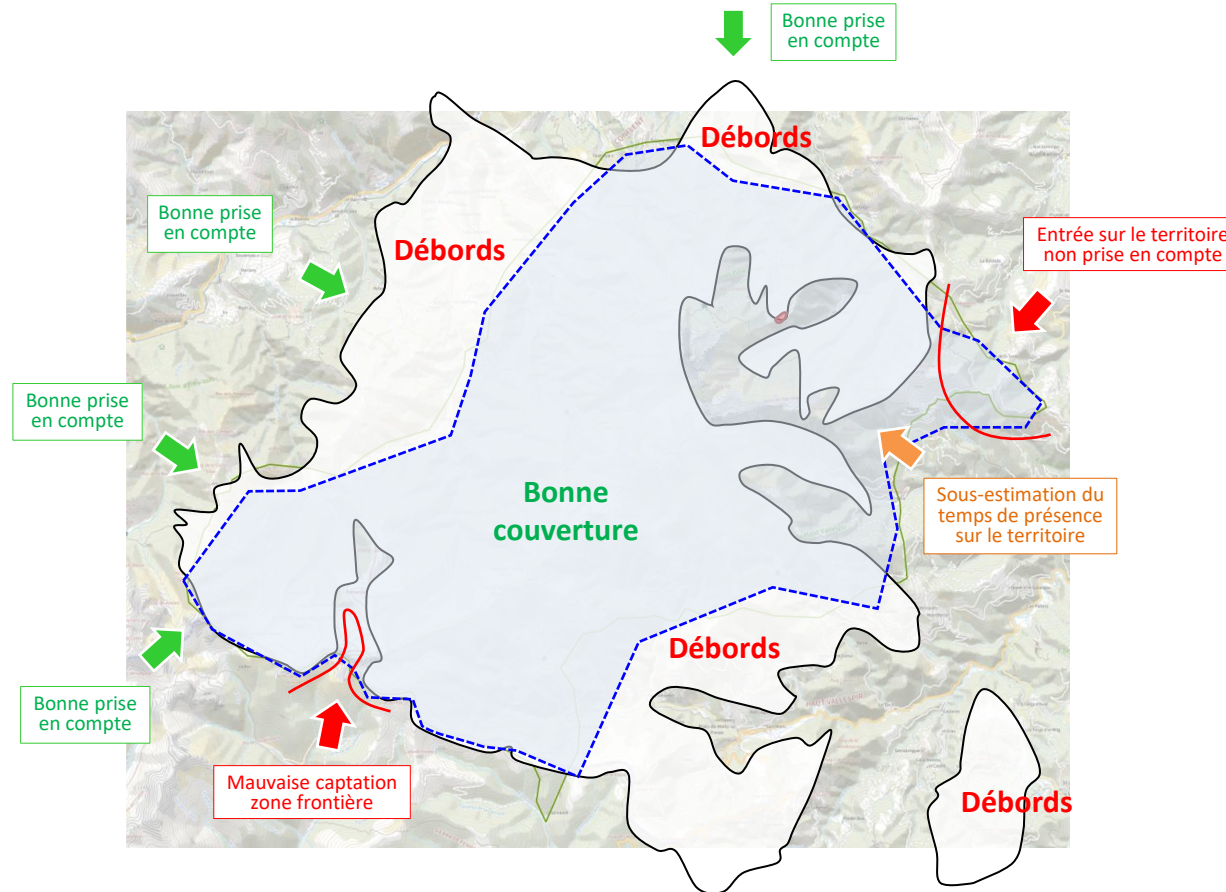 Bonne prise
en compte
Débords
Bonne prise
en compte
Débords
Entrée sur le territoire
non prise en compte
Bonne prise
en compte
Bonne
couverture
Sous-estimation du
temps de présence
sur le territoire
Débords
Bonne prise
en compte
Mauvaise captation
zone frontière
Débords